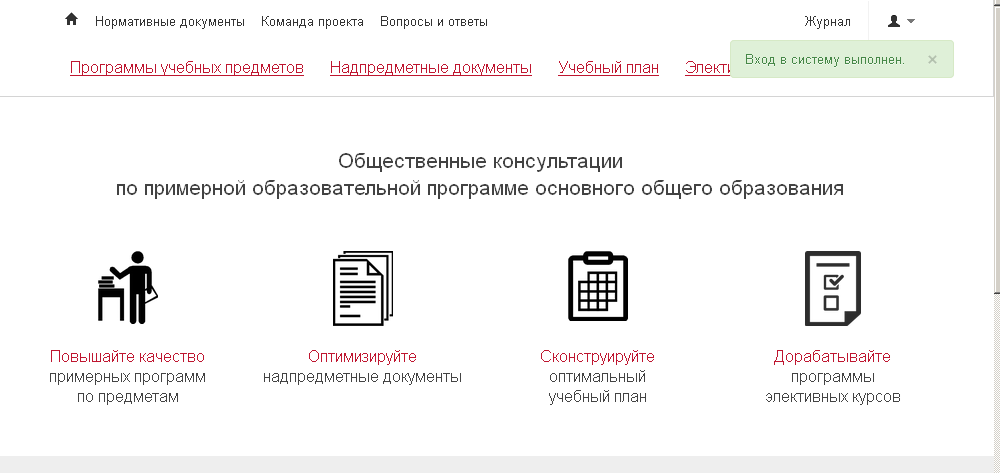 Нормативные документы Команда проекта Вопросы и ответы Журнал
Программы учебных предметов Надпредметные документы Учебный план
Вход в систему выполнен. ×
Общественные консультации
по примерной образовательной программе основного общего образования
Повышайте качество
примерных программ
по предметам
Оптимизируйте
надпредметные документы
Сконструируйте
оптимальный
учебный план
Дорабатывайте
программы
элективных курсов